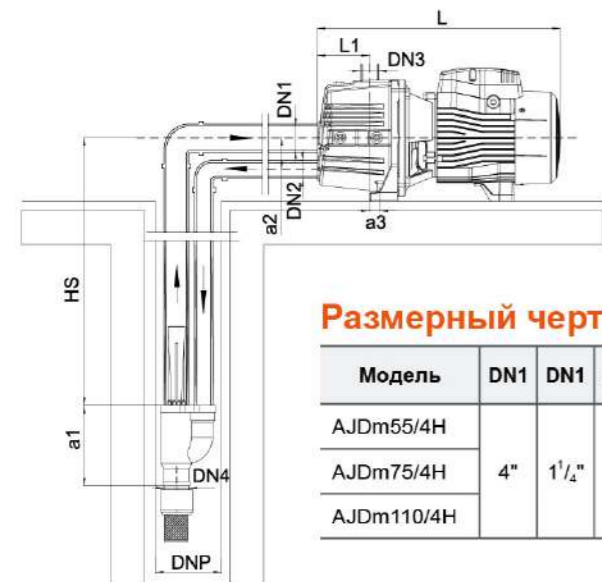 L
L1
DN3
DN1
DN2
a2
a3
HS
a1
DN4
DNP
Размерный черт
Модель DN1 DN1
AJDm55/4H
AJDm75/4H 4" 1¹/₄"
AJDm110/4H